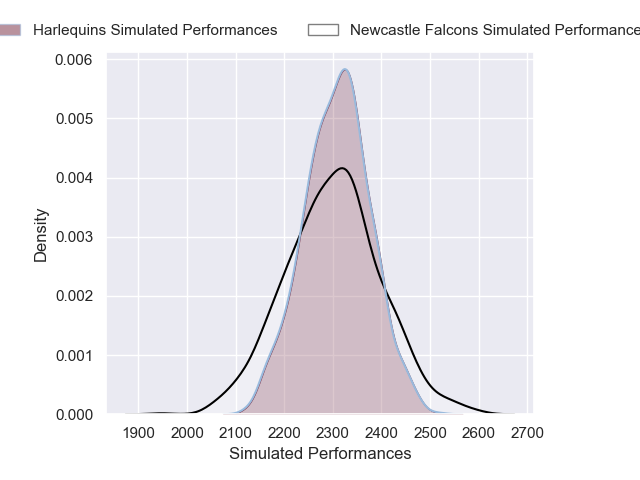 Harlequins Simulated Performances
Newcastle Falcons Simulated Performance
0.006
0.005
0.004
0.003
0.002
0.001
0.000
Density
1900 2000 2100 2200 2300 2400 2500 2600 2700
Simulated Performances